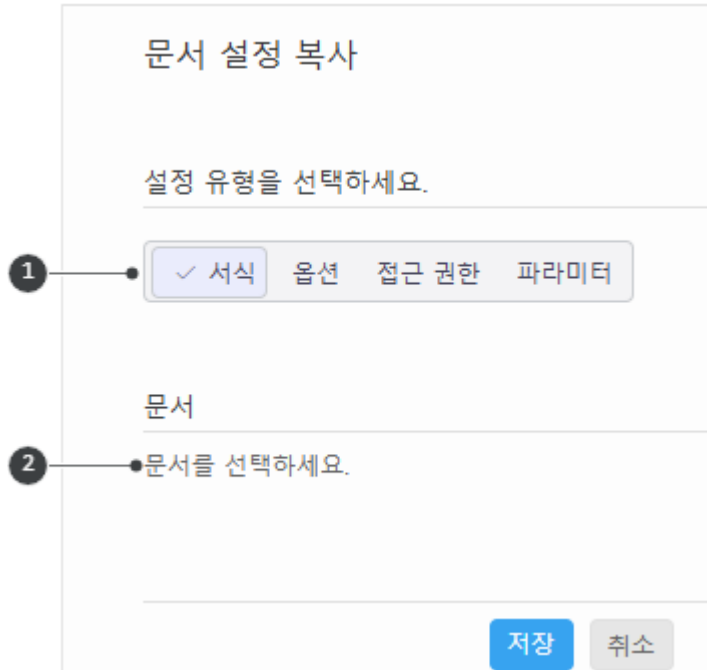 문서 설정 복사
설정 유형을 선택하세요.
1 서식 옵션 접근 권한 파라미터
문서
2 문서를 선택하세요.
저장 취소